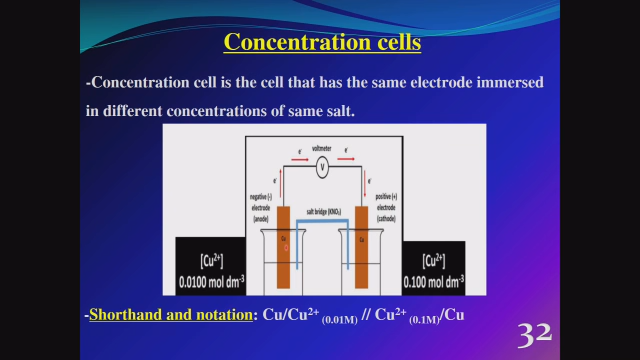 Concentration cells
-Concentration cell is the cell that has the same electrode immersed
in different concentrations of same salt.
voltmeter
e⁻ e⁻
V
e⁻ e⁻
negative (-)
electrode
(anode)
positive (+)
electrode
(cathode)
salt bridge (KNO₃)
Cu Cu
[Cu²⁺]
0.0100 mol dm⁻³
[Cu²⁺]
0.100 mol dm⁻³
-Shorthand and notation: Cu/Cu²⁺ (0.01M) // Cu²⁺ (0.1M)/Cu
32